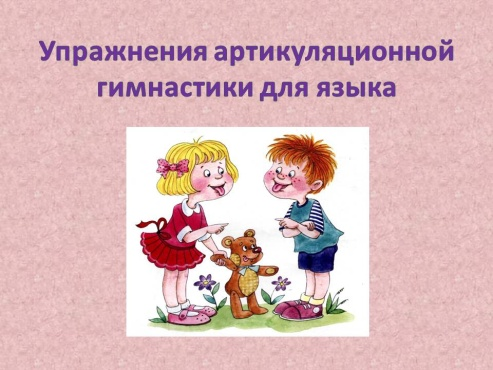 Упражнения артикуляционной
гимнастики для языка